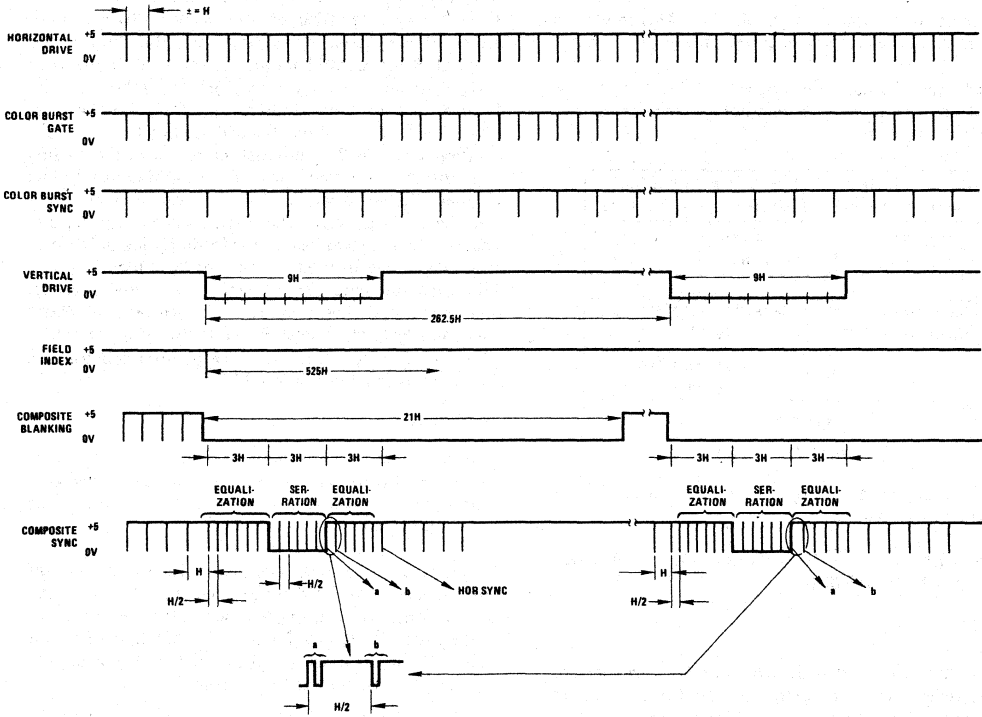 ± = H
HORIZONTAL +5
DRIVE 0V
COLOR BURST +5
GATE 0V
COLOR BURST +5
SYNC 0V
VERTICAL +5
DRIVE 0V
9H 9H
262.5H
FIELD +5
INDEX 0V
525H
COMPOSITE +5
BLANKING 0V
21H
3H 3H 3H 3H 3H 3H
EQUALI- SER- EQUALI- EQUALI- SER- EQUALI-
ZATION RATION ZATION ZATION RATION ZATION
COMPOSITE +5
SYNC 0V
H H/2 a b HOR SYNC H a b
H/2 H/2
a b
H/2